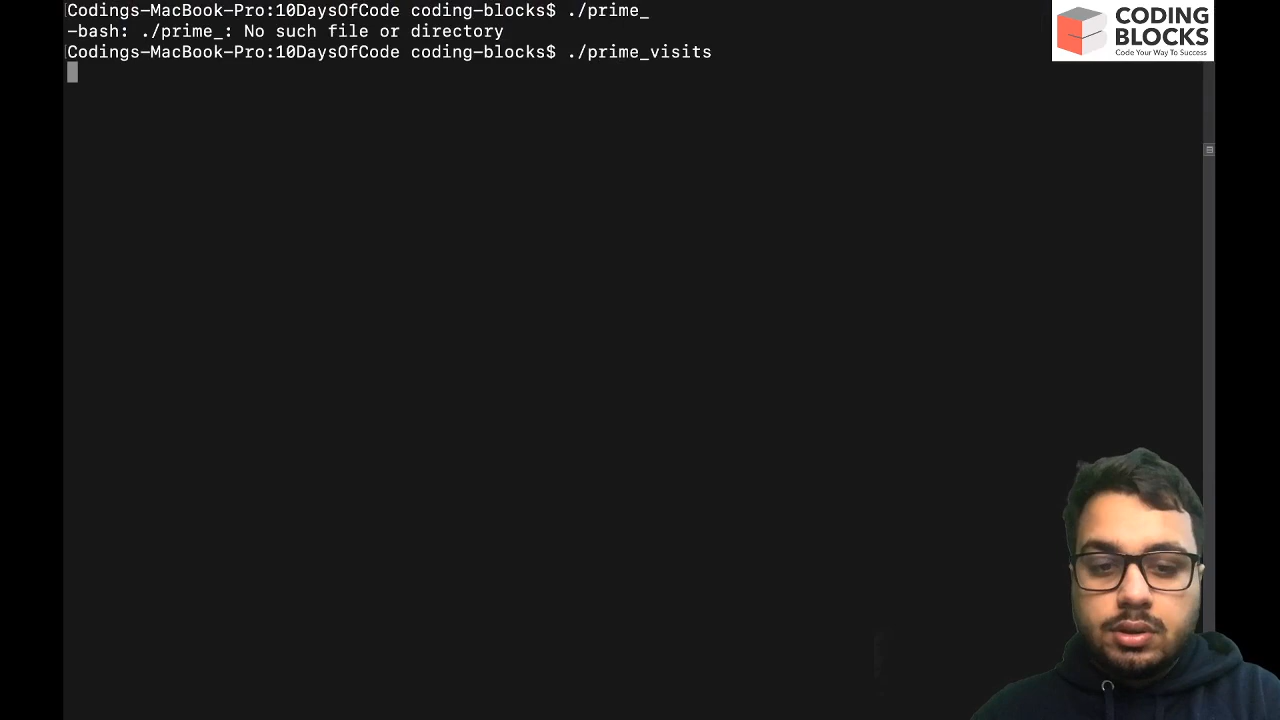 Codings-MacBook-Pro:10DaysOfCode coding-blocks$ ./prime_
-bash: ./prime_: No such file or directory
Codings-MacBook-Pro:10DaysOfCode coding-blocks$ ./prime_visits
CODING
BLOCKS
Code Your Way To Success